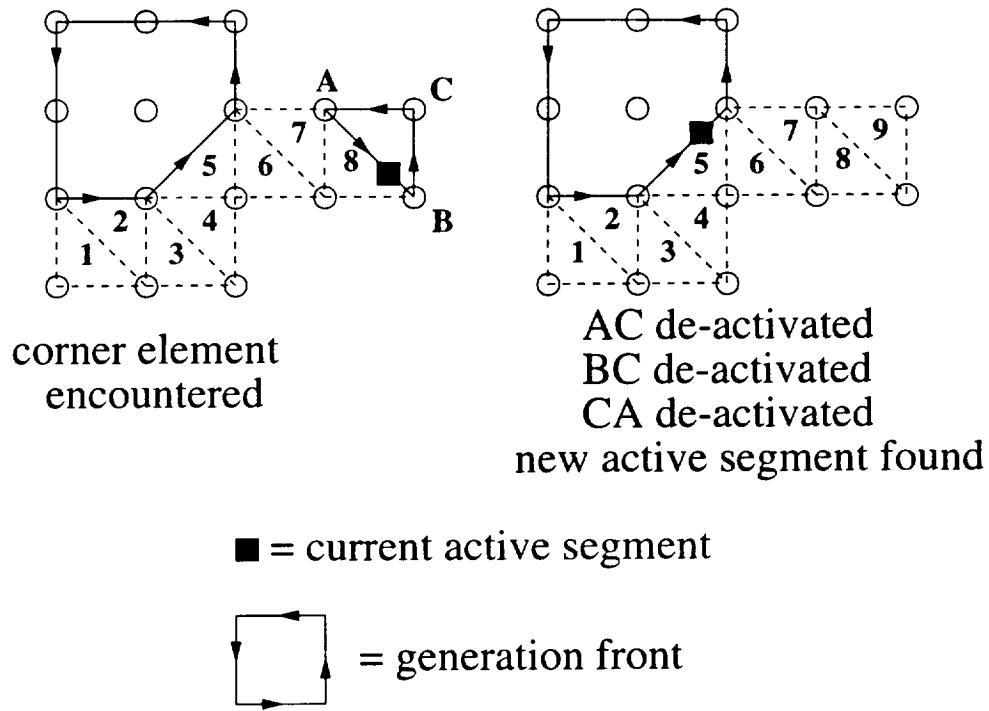 A
C
7
8
5
6
B
2
4
1
3
7
9
5
6
8
2
4
1
3
corner element
encountered
AC de-activated
BC de-activated
CA de-activated
new active segment found
= current active segment
= generation front